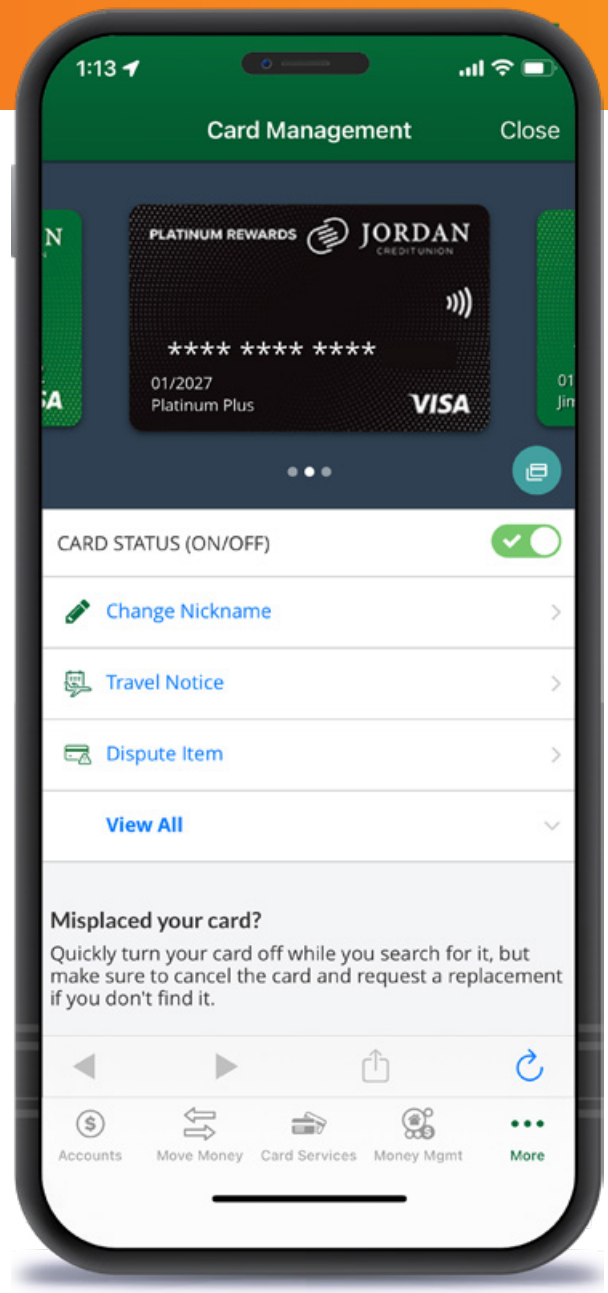 1:13
Card Management
Close
N
PLATINUM REWARDS
JORDAN
CREDIT UNION
**** **** ****
01/2027
Platinum Plus
VISA
01
Jim
CARD STATUS (ON/OFF)
Change Nickname
Travel Notice
Dispute Item
View All
Misplaced your card?
Quickly turn your card off while you search for it, but
make sure to cancel the card and request a replacement
if you don't find it.
Accounts
Move Money
Card Services
Money Mgmt
More